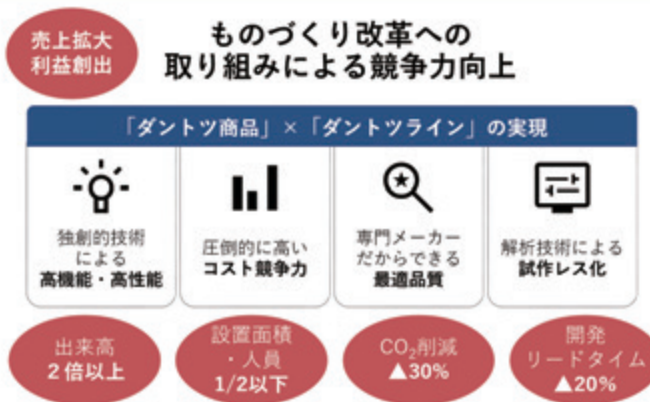 売上拡大
利益創出
ものづくり改革への
取り組みによる競争力向上
「ダントツ商品」×「ダントツライン」の実現
独創的技術
による
高機能・高性能
圧倒的に高い
コスト競争力
専門メーカー
だからできる
最適品質
解析技術による
試作レス化
出来高
2倍以上
設置面積
・人員
1/2以下
CO₂削減
▲30%
開発
リードタイム
▲20%